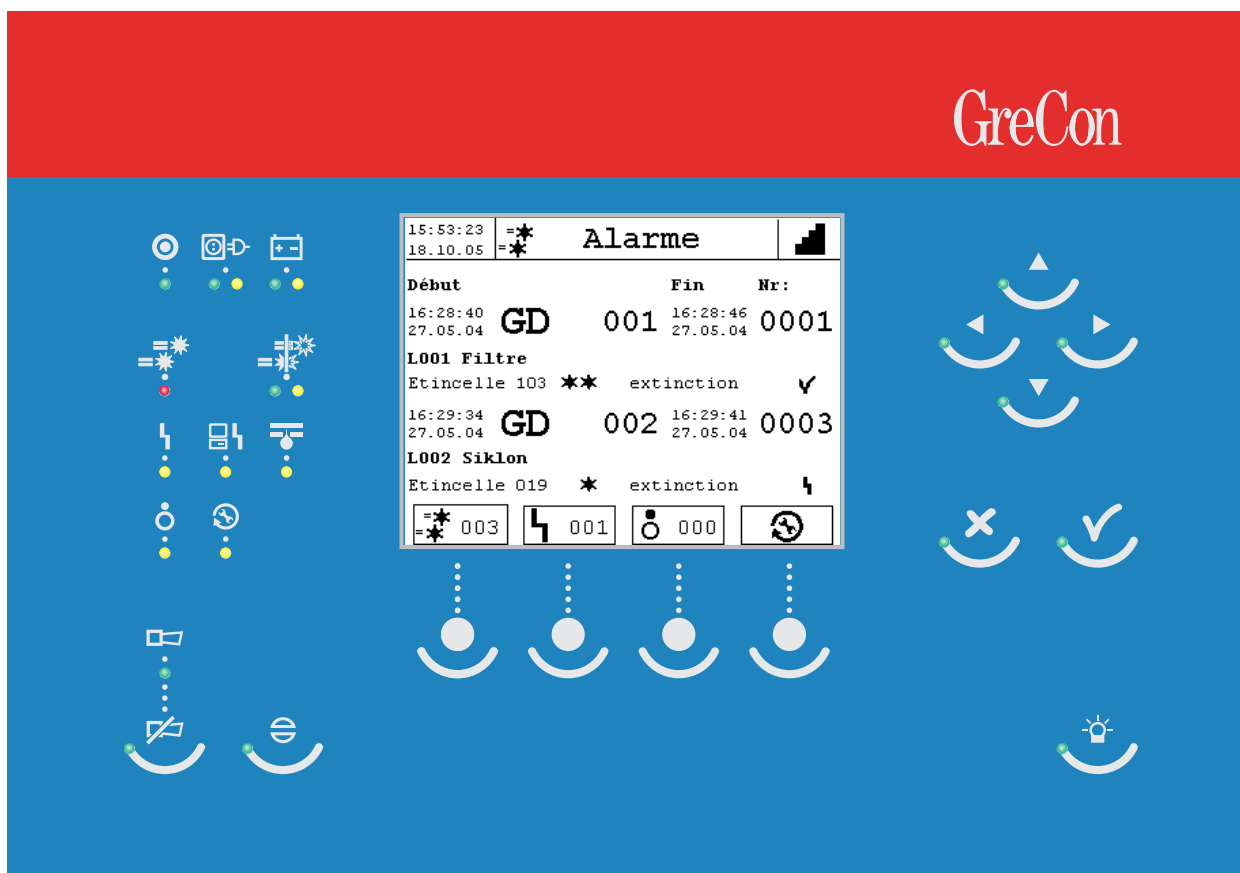 GreCon
15:53:23
18.10.05
Alarme
Début Fin Nr:
16:28:40
27.05.04
GD 001
16:28:46
27.05.04
0001
L001 Filtre
Etincelle 103 extinction
16:29:34
27.05.04
GD 002
16:29:41
27.05.04
0003
L002 Siklon
Etincelle 019 extinction
003 001 000